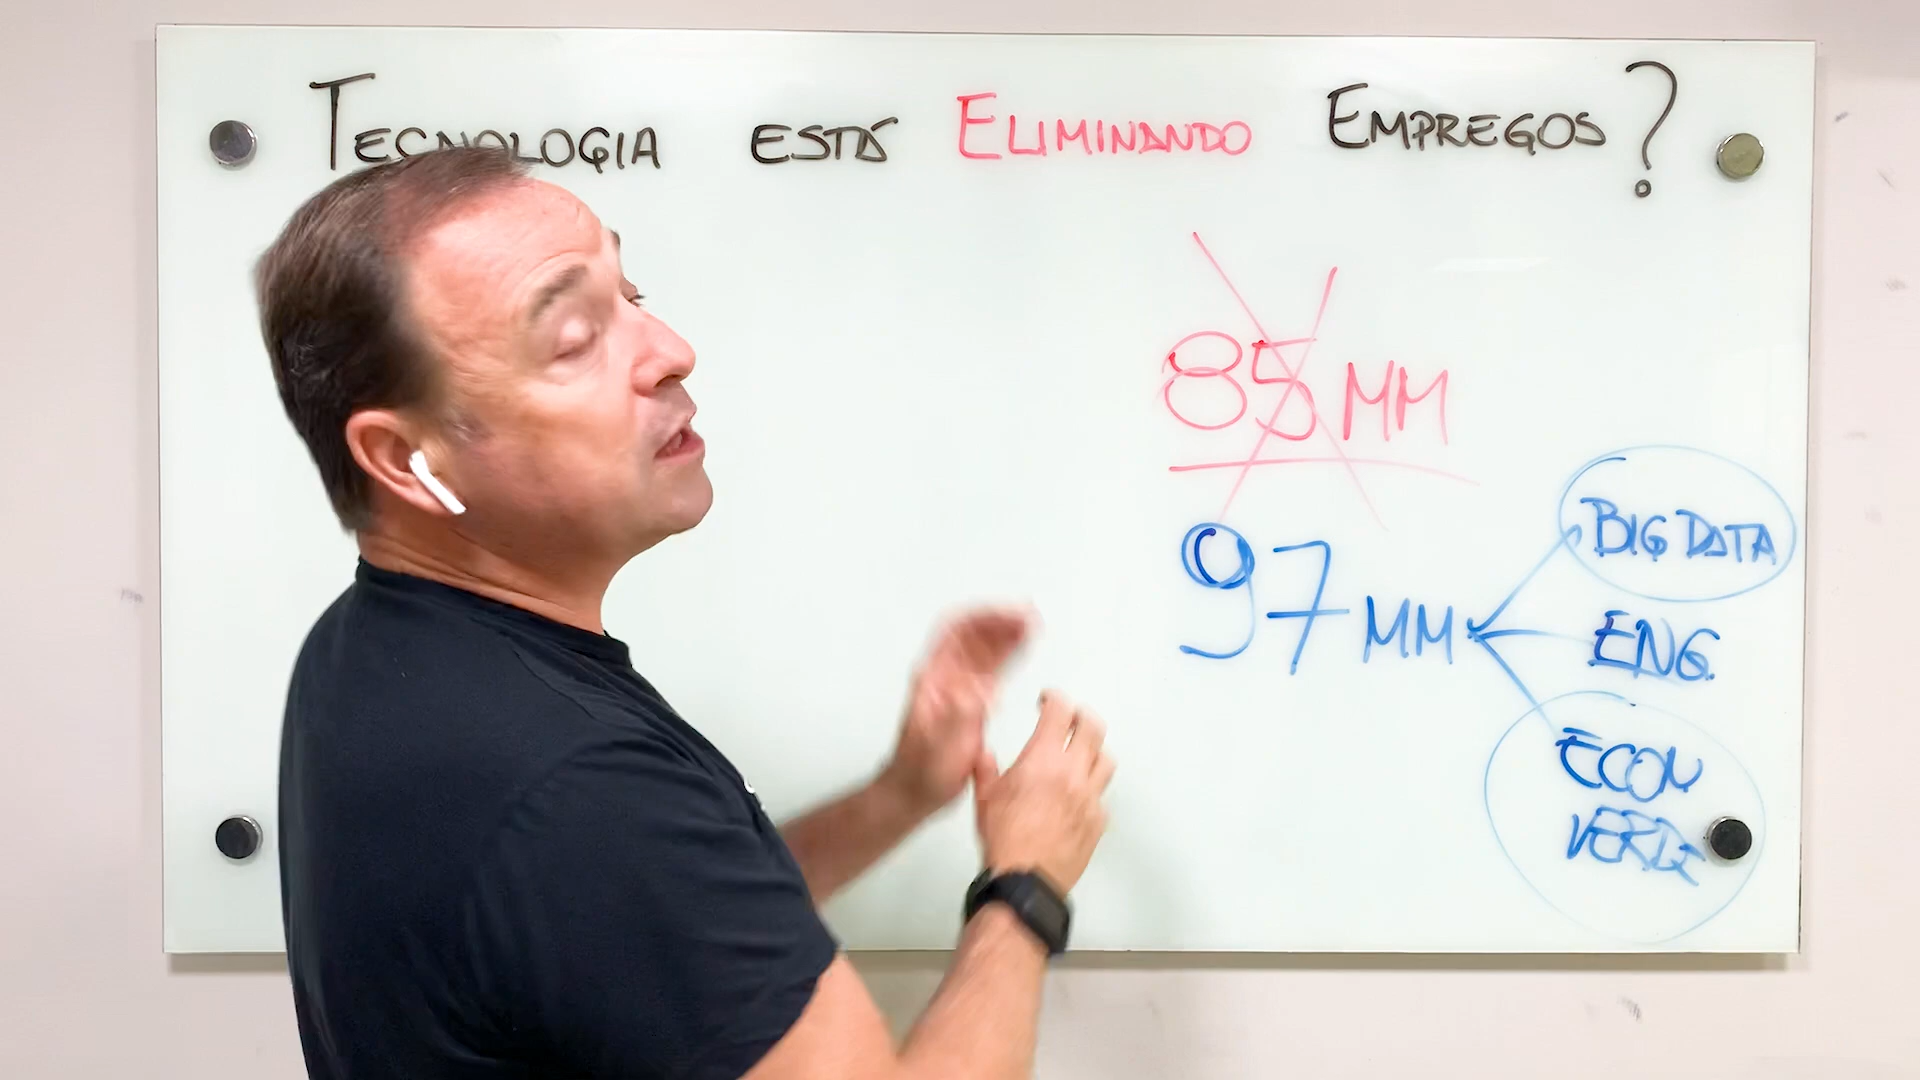 TECNOLOGIA ESTÁ ELIMINANDO EMPREGOS?
85 MM
97 MM
BIG DATA
ENG.
ECON
VERDE